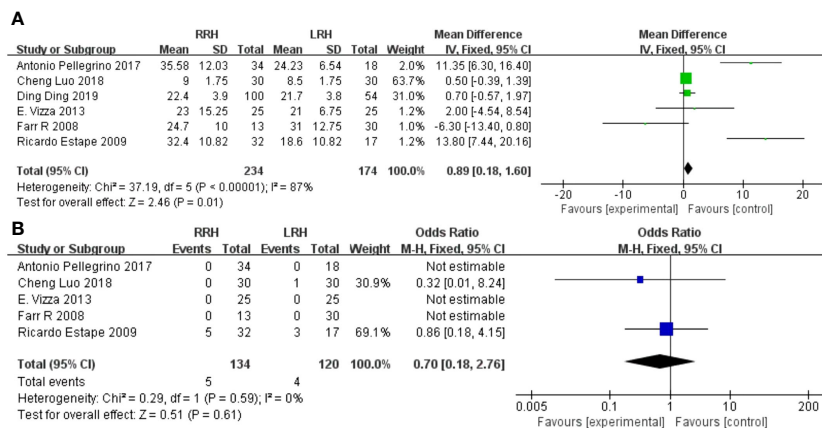 A
RRH LRH Mean Difference Mean Difference
Study or Subgroup Mean SD Total Mean SD Total Weight IV, Fixed, 95% CI IV, Fixed, 95% CI
Antonio Pellegrino 2017 35.58 12.03 34 24.23 6.54 18 2.0% 11.35 [6.30, 16.40]
Cheng Luo 2018 9 1.75 30 8.5 1.75 30 63.7% 0.50 [-0.39, 1.39]
Ding Ding 2019 22.4 3.9 100 21.7 3.8 54 31.0% 0.70 [-0.57, 1.97]
E. Vizza 2013 23 15.25 25 21 6.75 25 1.2% 2.00 [-4.54, 8.54]
Farr R 2008 24.7 10 13 31 12.75 30 1.0% -6.30 [-13.40, 0.80]
Ricardo Estape 2009 32.4 10.82 32 18.6 10.82 17 1.2% 13.80 [7.44, 20.16]
Total (95% CI) 234 174 100.0% 0.89 [0.18, 1.60]
Heterogeneity: Chi² = 37.19, df = 5 (P < 0.00001); I² = 87%
Test for overall effect: Z = 2.46 (P = 0.01)
-20 -10 0 10 20
Favours [experimental] Favours [control]
B
RRH LRH Odds Ratio Odds Ratio
Study or Subgroup Events Total Events Total Weight M-H, Fixed, 95% CI M-H, Fixed, 95% CI
Antonio Pellegrino 2017 0 34 0 18 Not estimable
Cheng Luo 2018 0 30 1 30 30.9% 0.32 [0.01, 8.24]
E. Vizza 2013 0 25 0 25 Not estimable
Farr R 2008 0 13 0 30 Not estimable
Ricardo Estape 2009 5 32 3 17 69.1% 0.86 [0.18, 4.15]
Total (95% CI) 134 120 100.0% 0.70 [0.18, 2.76]
Total events 5 4
Heterogeneity: Chi² = 0.29, df = 1 (P = 0.59); I² = 0%
Test for overall effect: Z = 0.51 (P = 0.61)
0.005 0.1 1 10 200
Favours [experimental] Favours [control]